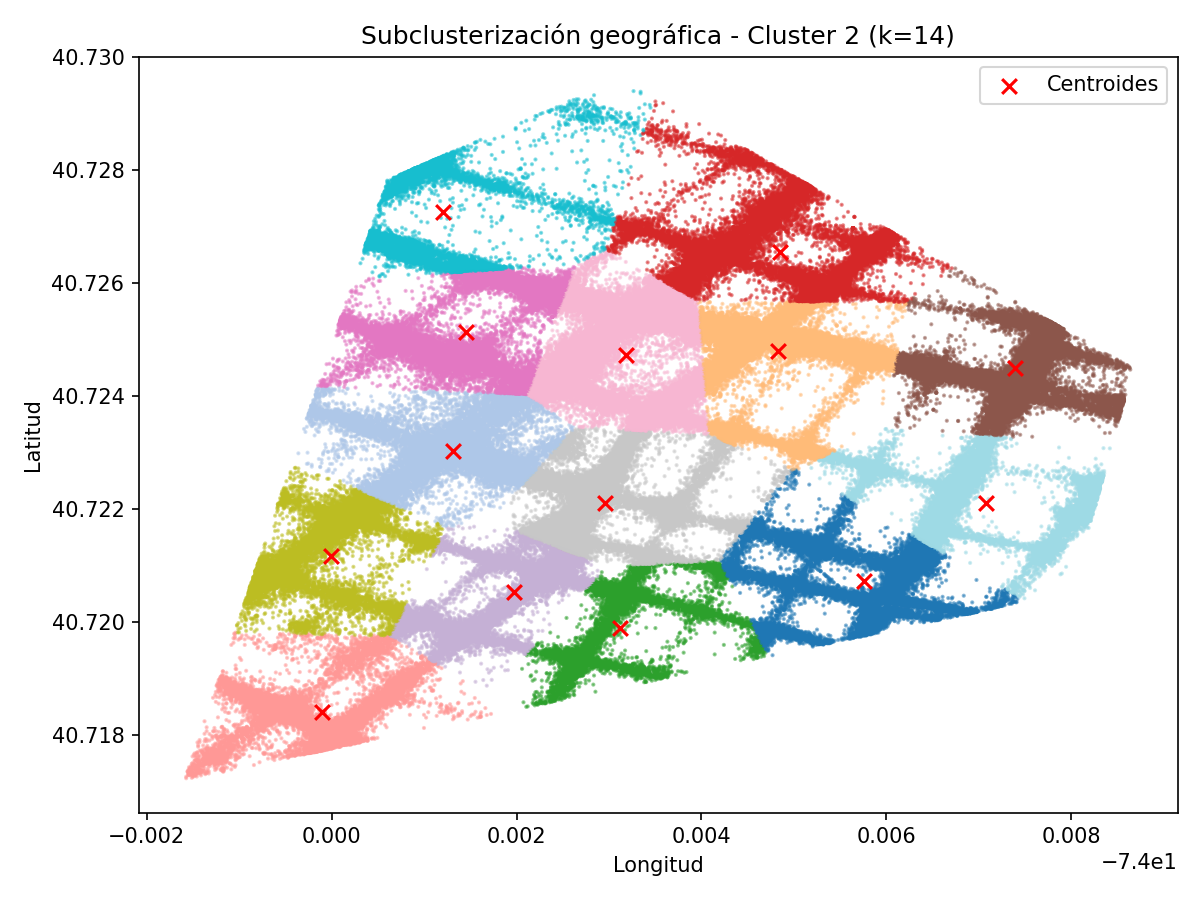 Subclusterización geográfica - Cluster 2 (k=14)
Centroides
40.730
40.728
40.726
40.724
40.722
40.720
40.718
Latitud
−0.002
0.000
0.002
0.004
0.006
0.008
−7.4e1
Longitud